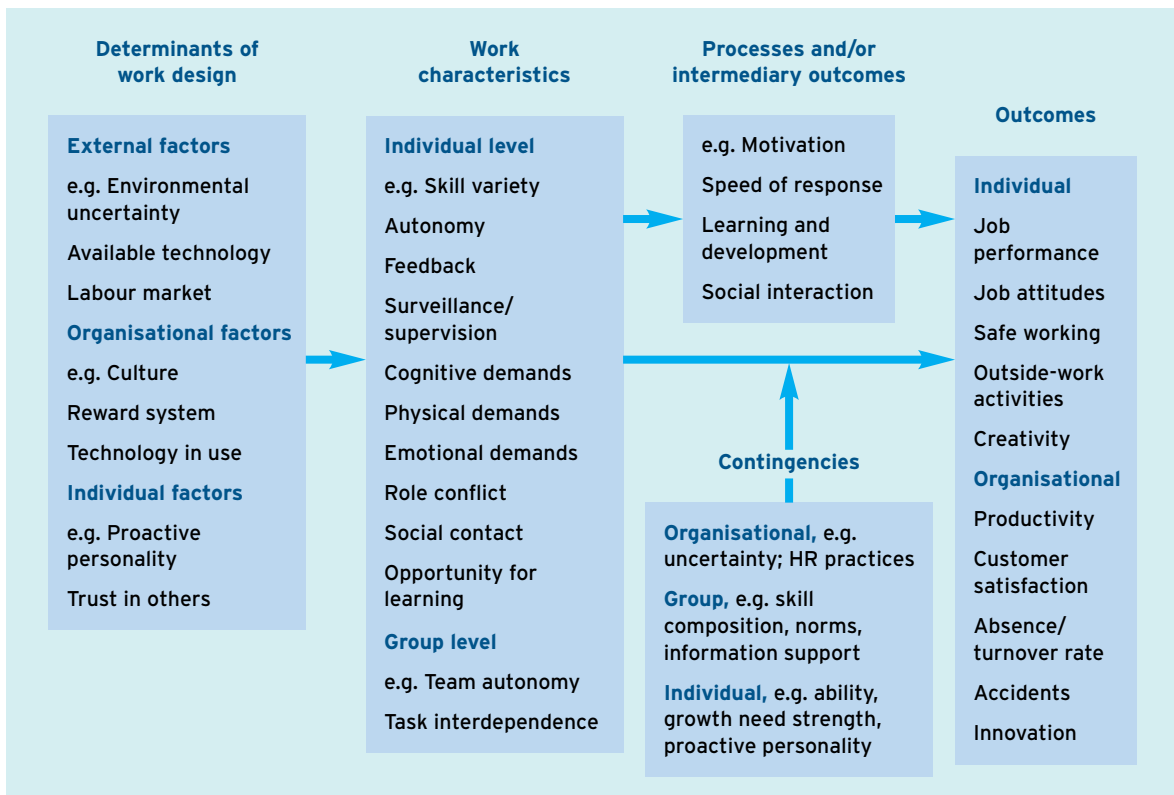 Determinants of
work design
External factors
e.g. Environmental
uncertainty
Available technology
Labour market
Organisational factors
e.g. Culture
Reward system
Technology in use
Individual factors
e.g. Proactive
personality
Trust in others
Work
characteristics
Individual level
e.g. Skill variety
Autonomy
Feedback
Surveillance/
supervision
Cognitive demands
Physical demands
Emotional demands
Role conflict
Social contact
Opportunity for
learning
Group level
e.g. Team autonomy
Task interdependence
Processes and/or
intermediary outcomes
e.g. Motivation
Speed of response
Learning and
development
Social interaction
Contingencies
Organisational, e.g.
uncertainty; HR practices
Group, e.g. skill
composition, norms,
information support
Individual, e.g. ability,
growth need strength,
proactive personality
Outcomes
Individual
Job
performance
Job attitudes
Safe working
Outside-work
activities
Creativity
Organisational
Productivity
Customer
satisfaction
Absence/
turnover rate
Accidents
Innovation